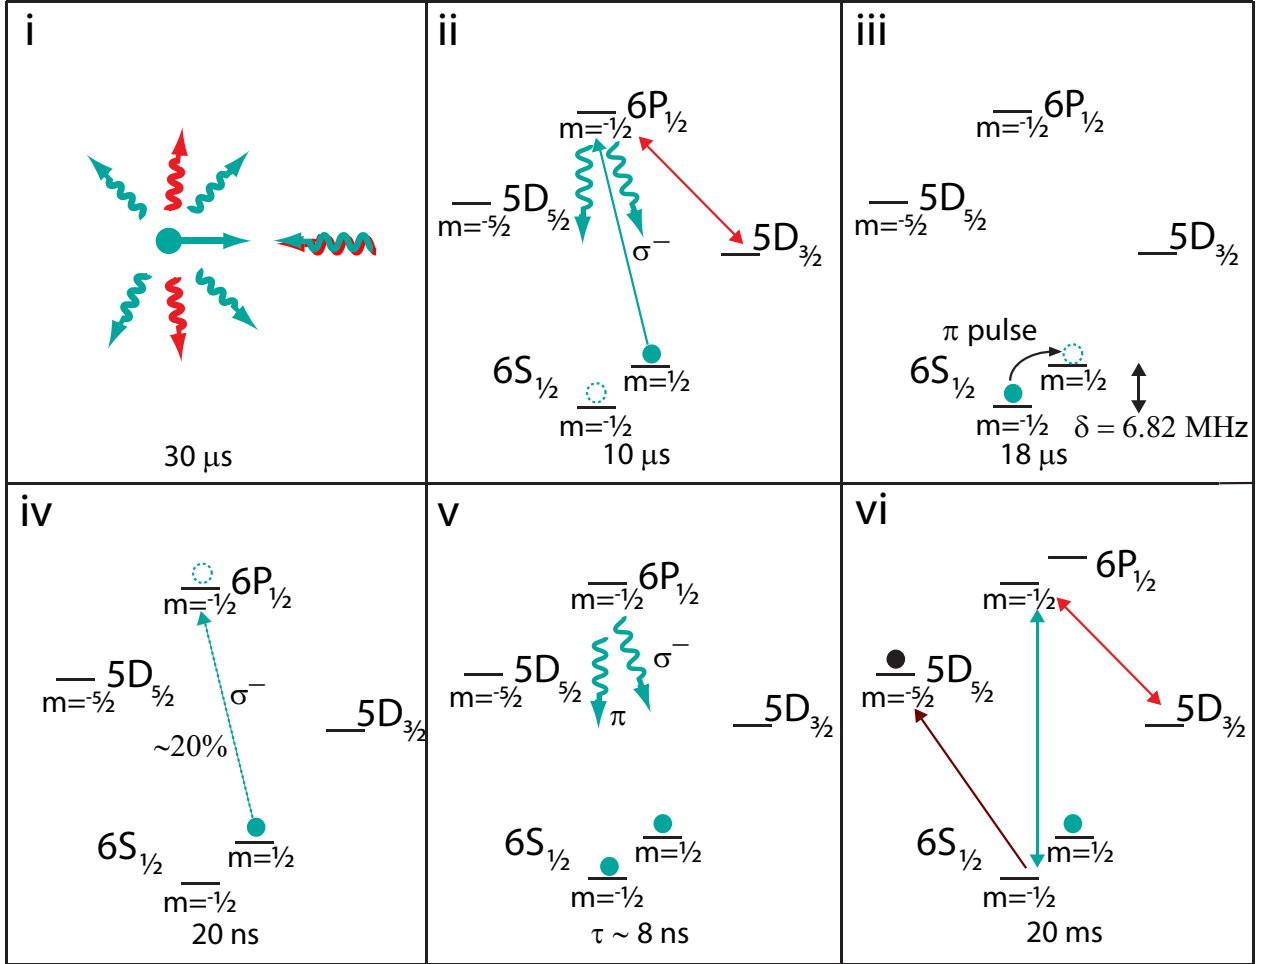 i
30 μs
ii
6P½
m=-½
5D5⁄2
m=-5⁄2
σ−
5D3⁄2
6S½
m=½
m=-½
10 μs
iii
6P½
m=-½
5D5⁄2
m=-5⁄2
5D3⁄2
π pulse
6S½
m=½
m=-½
δ = 6.82 MHz
18 μs
iv
6P½
m=-½
5D5⁄2
m=-5⁄2
σ−
5D3⁄2
~20%
6S½
m=½
m=-½
20 ns
v
6P½
m=-½
σ−
5D5⁄2
m=-5⁄2
π
5D3⁄2
6S½
m=½
m=-½
τ ~ 8 ns
vi
6P½
m=-½
5D5⁄2
m=-5⁄2
5D3⁄2
6S½
m=½
m=-½
20 ms